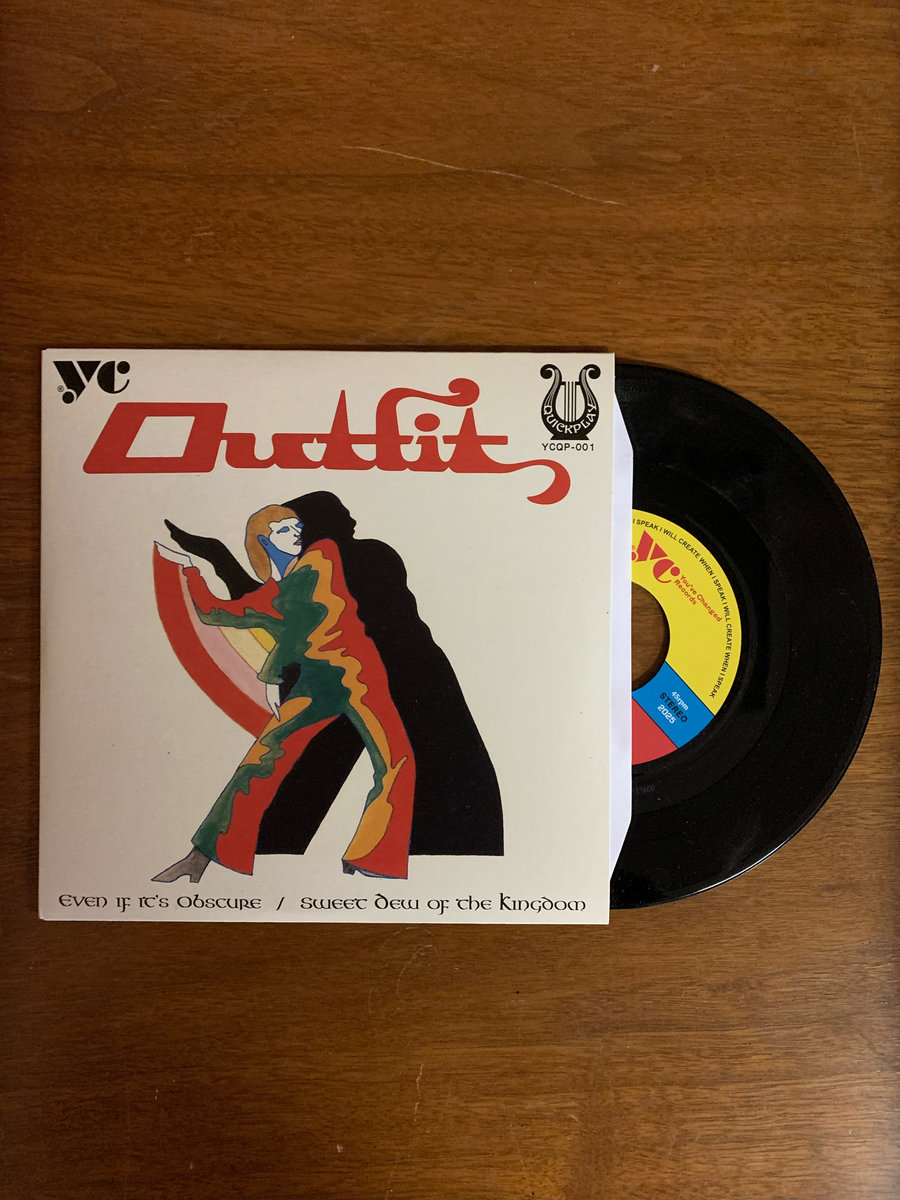 YC
®
Outfit
QUICKPLAY
YCQP-001
EVEN IF IT'S OBSCURE / SWEET DEW OF THE KINGDOM
I SPEAK I WILL CREATE WHEN I SPEAK I WILL CREATE WHEN I SPEAK
YC
You've Changed
Records
45rpm
STEREO
2025